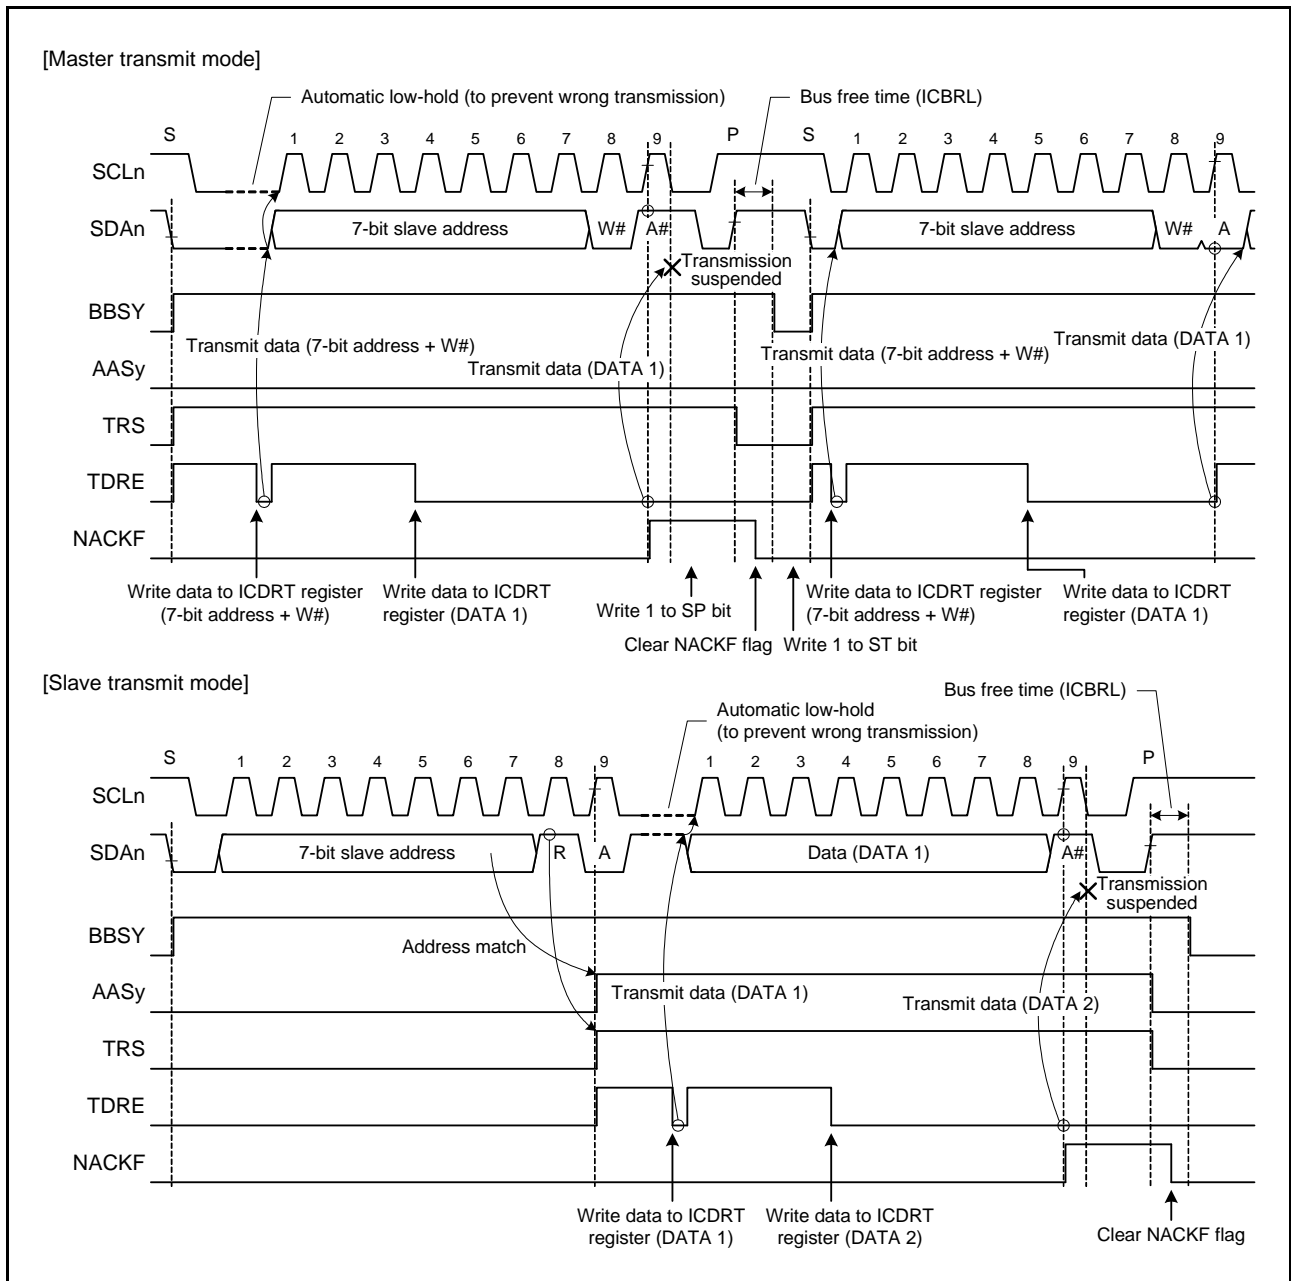 [Master transmit mode]
Automatic low-hold (to prevent wrong transmission)
Bus free time (ICBRL)
S 1 2 3 4 5 6 7 8 9 P S 1 2 3 4 5 6 7 8 9
SCLn
SDAn 7-bit slave address W# A# 7-bit slave address W# A
Transmission
suspended
BBSY
Transmit data (7-bit address + W#)
Transmit data (DATA 1)
Transmit data (7-bit address + W#)
Transmit data (DATA 1)
AASy
TRS
TDRE
NACKF
Write data to ICDRT register
(7-bit address + W#)
Write data to ICDRT
register (DATA 1)
Write 1 to SP bit
Clear NACKF flag
Write 1 to ST bit
Write data to ICDRT register
(7-bit address + W#)
Write data to ICDRT
register (DATA 1)
[Slave transmit mode]
Bus free time (ICBRL)
Automatic low-hold
(to prevent wrong transmission)
S 1 2 3 4 5 6 7 8 9 1 2 3 4 5 6 7 8 9 P
SCLn
SDAn 7-bit slave address R A Data (DATA 1) A#
Transmission
suspended
BBSY
Address match
AASy
Transmit data (DATA 1)
Transmit data (DATA 2)
TRS
TDRE
NACKF
Write data to ICDRT
register (DATA 1)
Write data to ICDRT
register (DATA 2)
Clear NACKF flag